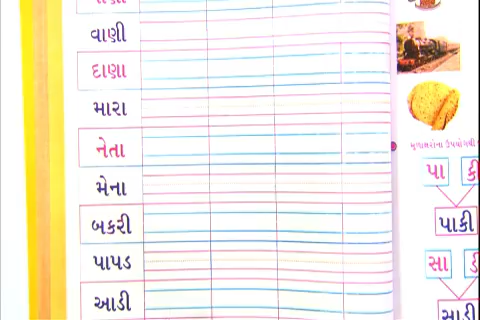 વાણી
દાણા
મારા
નેતા
મેના
બકરી
પાપડ
આડી
પા કી
પાકી
સા
સાડી